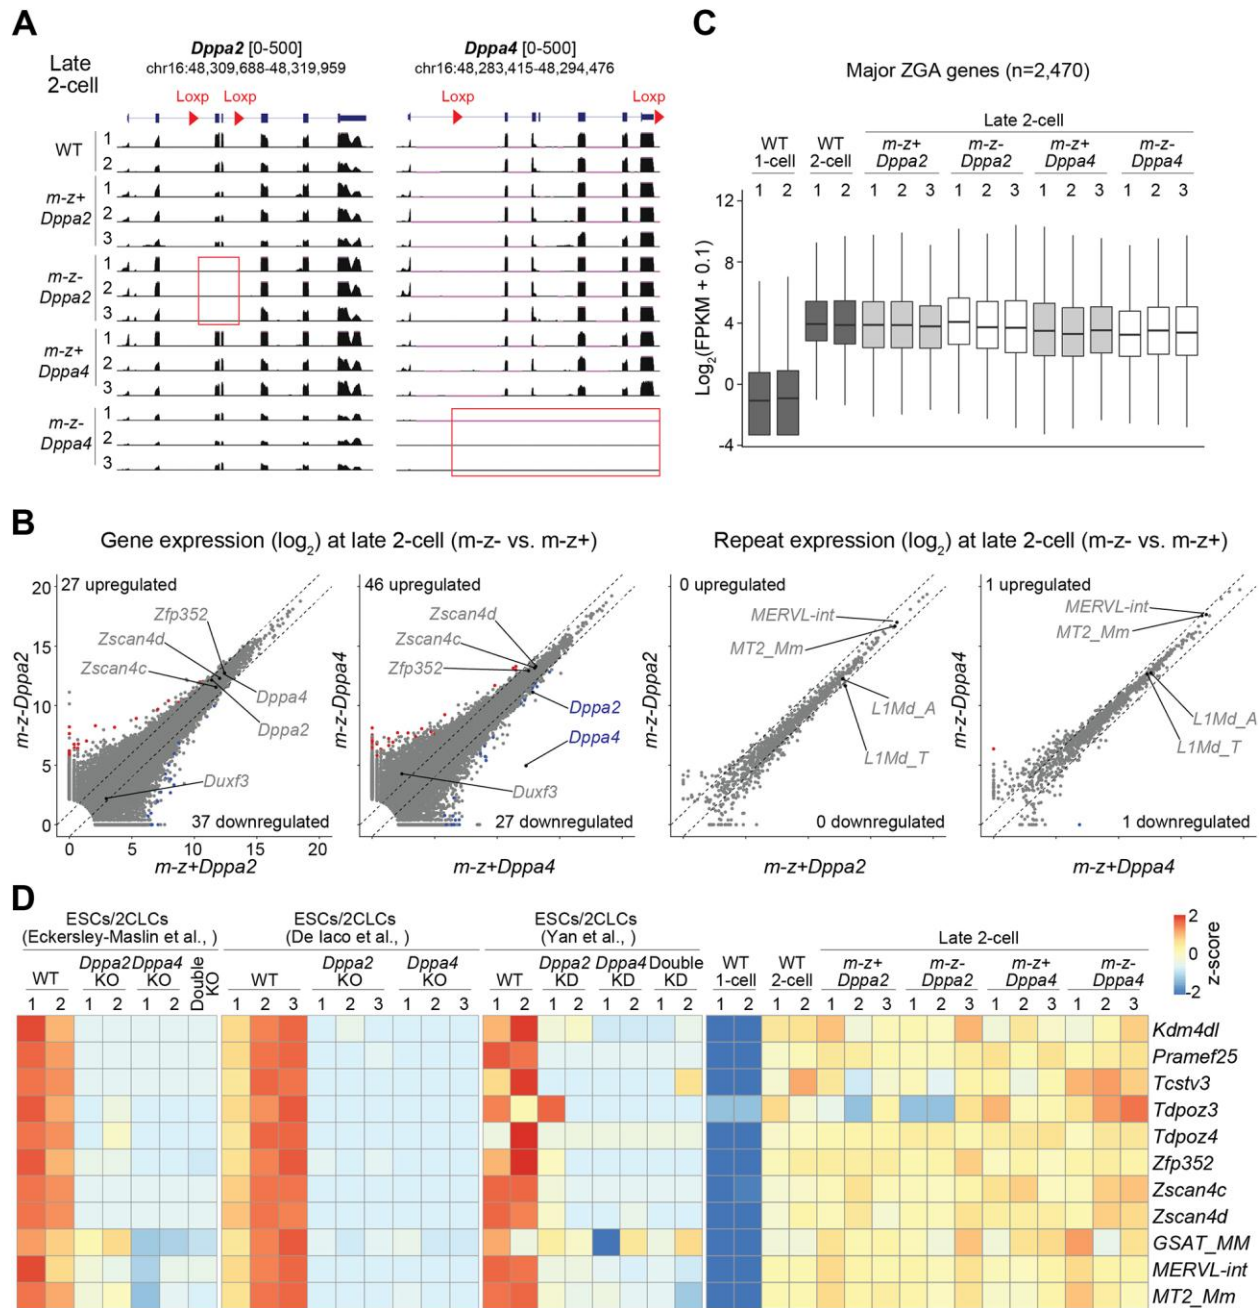 A
Late
2-cell
Dppa2 [0-500]
chr16:48,309,688-48,319,959
Dppa4 [0-500]
chr16:48,283,415-48,294,476
Loxp Loxp Loxp
WT 1
2
m-z+ Dppa2 1
2
3
m-z- Dppa2 1
2
3
m-z+ Dppa4 1
2
3
m-z- Dppa4 1
2
3
C
Major ZGA genes (n=2,470)
Late 2-cell
WT 1-cell
WT 2-cell
m-z+ Dppa2
m-z- Dppa2
m-z+ Dppa4
m-z- Dppa4
1 2 1 2 1 2 3 1 2 3 1 2 3 1 2 3
Log2(FPKM + 0.1)
12
8
4
0
-4
B
Gene expression (log2) at late 2-cell (m-z- vs. m-z+)
Repeat expression (log2) at late 2-cell (m-z- vs. m-z+)
m-z-Dppa2
20
15
10
5
0
27 upregulated
Zfp352
Zscan4d
Zscan4c
Dppa4
Dppa2
Duxf3
37 downregulated
0 5 10 15 20
m-z+Dppa2
m-z-Dppa4
46 upregulated
Zscan4d
Zscan4c
Zfp352
Dppa2
Dppa4
Duxf3
27 downregulated
m-z+Dppa4
m-z-Dppa2
0 upregulated
MERVL-int
MT2_Mm
L1Md_A
L1Md_T
0 downregulated
m-z+Dppa2
m-z-Dppa4
1 upregulated
MERVL-int
MT2_Mm
L1Md_A
L1Md_T
1 downregulated
m-z+Dppa4
D
ESCs/2CLCs
(Eckersley-Maslin et al., )
WT
Dppa2 KO
Dppa4 KO
Double KO
1 2 1 2 1 2
ESCs/2CLCs
(De Iaco et al., )
WT
Dppa2 KO
Dppa4 KO
1 2 3 1 2 3 1 2 3
ESCs/2CLCs
(Yan et al., )
WT
Dppa2 KD
Dppa4 KD
Double KD
1 2 1 2 1 2 1 2
WT 1-cell
WT 2-cell
1 2 1 2
Late 2-cell
m-z+ Dppa2
m-z- Dppa2
m-z+ Dppa4
m-z- Dppa4
1 2 3 1 2 3 1 2 3 1 2 3
2
0
-2
z-score
Kdm4dl
Pramef25
Tcstv3
Tdpoz3
Tdpoz4
Zfp352
Zscan4c
Zscan4d
GSAT_MM
MERVL-int
MT2_Mm